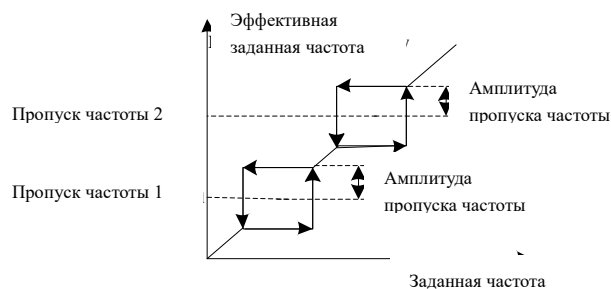 Эффективная
заданная частота
Амплитуда
пропуска частоты
Пропуск частоты 2
Амплитуда
пропуска частоты
Пропуск частоты 1
Заданная частота